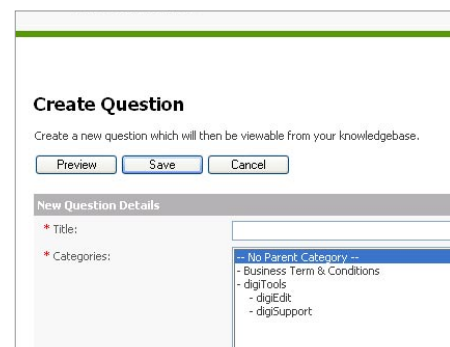 Create Question
Create a new question which will then be viewable from your knowledgebase.
Preview Save Cancel
New Question Details
* Title:
* Categories:
-- No Parent Category --
- Business Term & Conditions
- digiTools
- digiEdit
- digiSupport